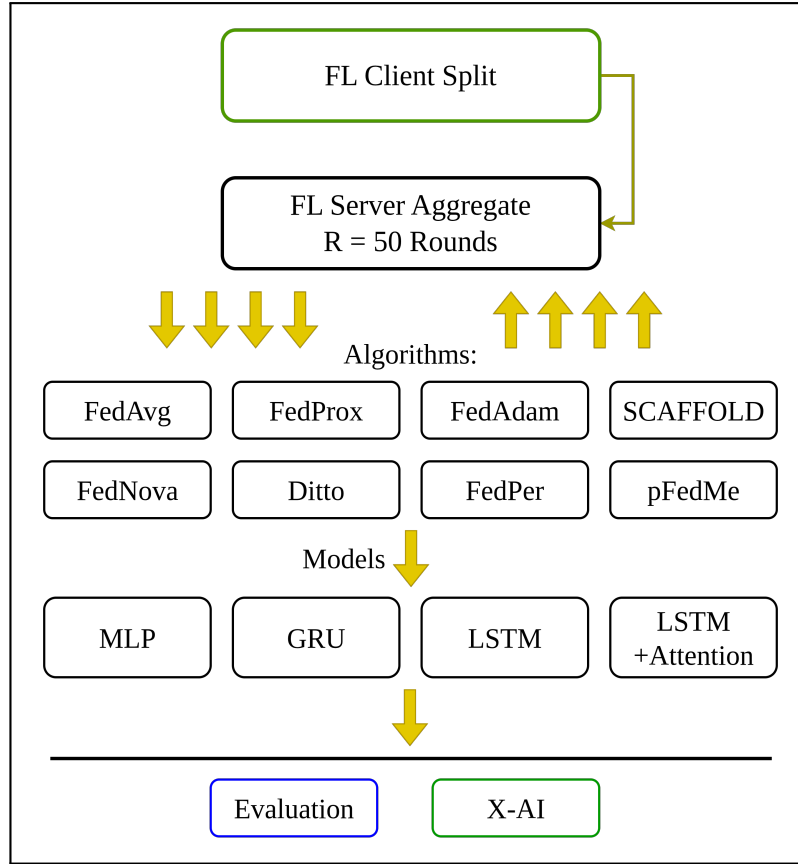 FL Client Split
FL Server Aggregate
R = 50 Rounds
Algorithms:
FedAvg
FedProx
FedAdam
SCAFFOLD
FedNova
Ditto
FedPer
pFedMe
Models
MLP
GRU
LSTM
LSTM
+Attention
Evaluation
X-AI